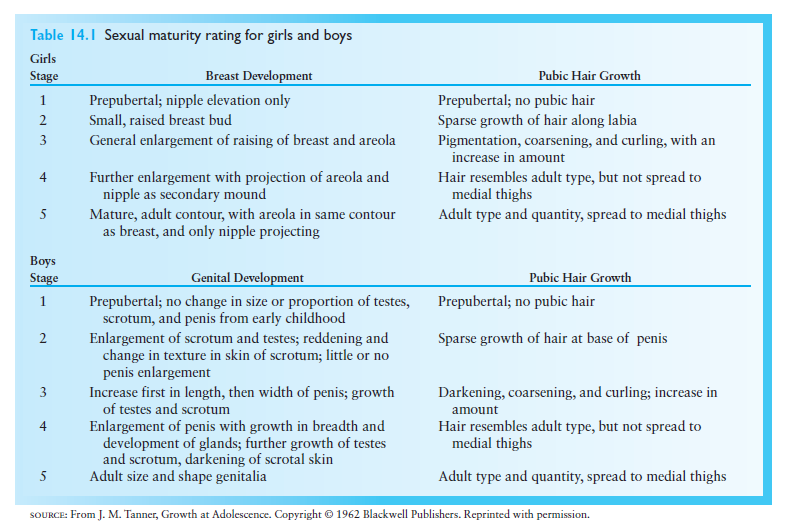 Table 14.1 Sexual maturity rating for girls and boys
Girls
Stage Breast Development Pubic Hair Growth
1 Prepubertal; nipple elevation only Prepubertal; no pubic hair
2 Small, raised breast bud Sparse growth of hair along labia
3 General enlargement of raising of breast and areola Pigmentation, coarsening, and curling, with an
increase in amount
4 Further enlargement with projection of areola and Hair resembles adult type, but not spread to
nipple as secondary mound medial thighs
5 Mature, adult contour, with areola in same contour Adult type and quantity, spread to medial thighs
as breast, and only nipple projecting
Boys
Stage Genital Development Pubic Hair Growth
1 Prepubertal; no change in size or proportion of testes, Prepubertal; no pubic hair
scrotum, and penis from early childhood
2 Enlargement of scrotum and testes; reddening and Sparse growth of hair at base of penis
change in texture in skin of scrotum; little or no
penis enlargement
3 Increase first in length, then width of penis; growth Darkening, coarsening, and curling; increase in
of testes and scrotum amount
4 Enlargement of penis with growth in breadth and Hair resembles adult type, but not spread to
development of glands; further growth of testes medial thighs
and scrotum, darkening of scrotal skin
5 Adult size and shape genitalia Adult type and quantity, spread to medial thighs
SOURCE: From J. M. Tanner, Growth at Adolescence. Copyright © 1962 Blackwell Publishers. Reprinted with permission.